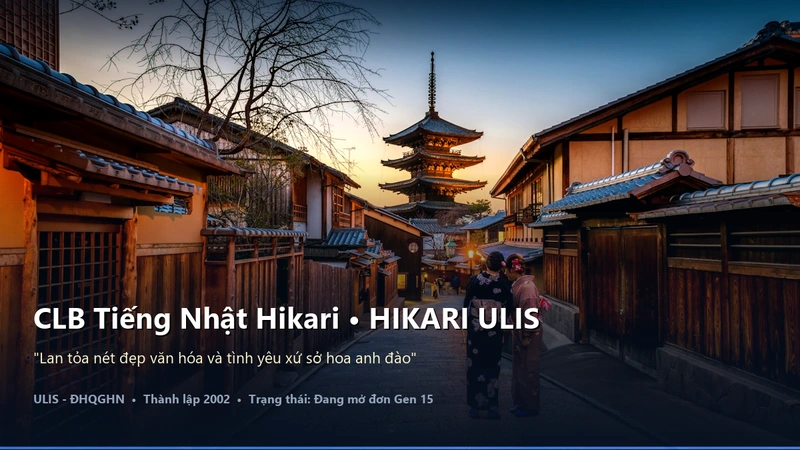 CLB Tiếng Nhật Hikari • HIKARI ULIS
"Lan tỏa nét đẹp văn hóa và tình yêu xứ sở hoa anh đào"
ULIS - ĐHQGHN • Thành lập 2002 • Trạng thái: Đang mở đơn Gen 15